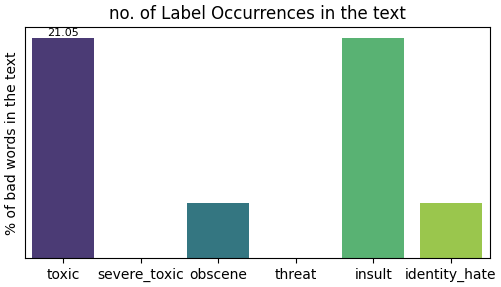 no. of Label Occurrences in the text
21.05
% of bad words in the text
toxic severe_toxic obscene threat insult identity_hate